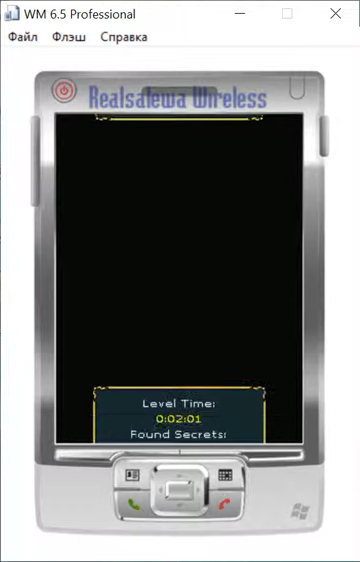 WM 6.5 Professional
Файл Флэш Справка
Realsalewa Wireless
Level Time:
0:02:01
Found Secrets: